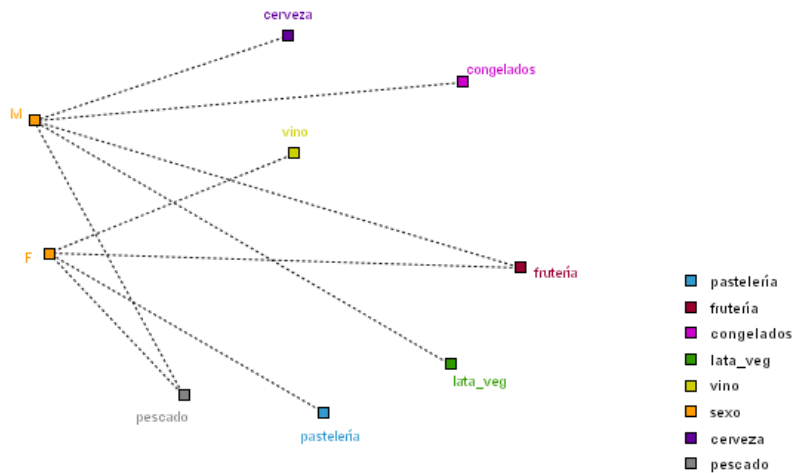 cerveza
congelados
M
vino
F
frutería
lata_veg
pescado
pastelería
pastelería
frutería
congelados
lata_veg
vino
sexo
cerveza
pescado